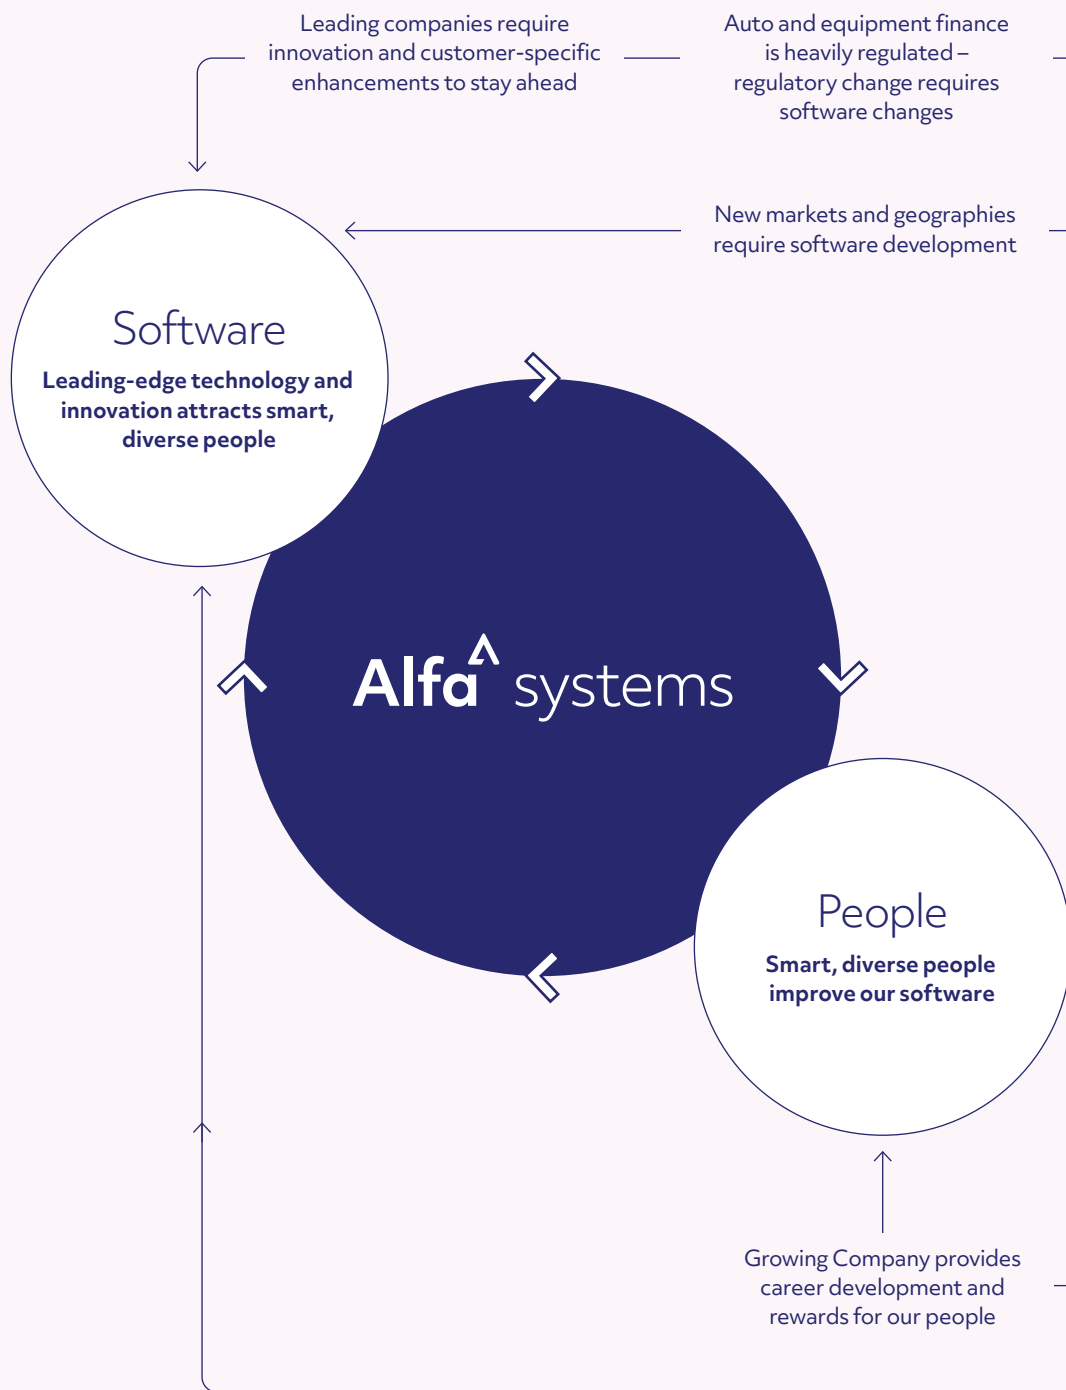 Leading companies require
innovation and customer-specific
enhancements to stay ahead
Auto and equipment finance
is heavily regulated –
regulatory change requires
software changes
New markets and geographies
require software development
Software
Leading-edge technology and
innovation attracts smart,
diverse people
Alfa systems
People
Smart, diverse people
improve our software
Growing Company provides
career development and
rewards for our people